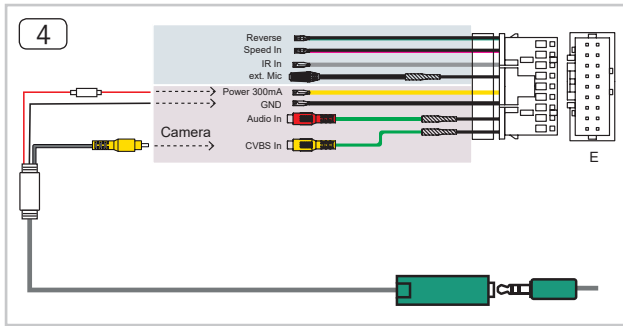 4
Reverse
Speed In
IR In
ext. Mic
Power 300mA
GND
Audio In
Camera
CVBS In
E